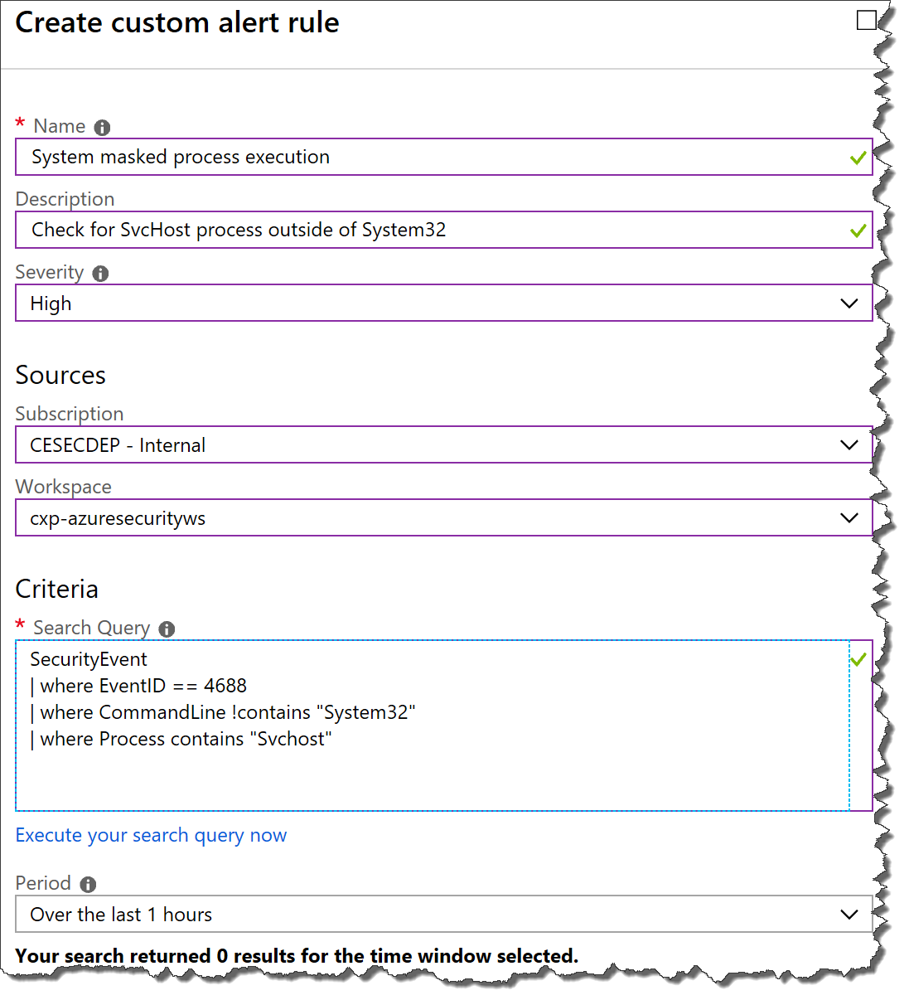 Create custom alert rule
* Name
System masked process execution
Description
Check for SvcHost process outside of System32
Severity
High
Sources
Subscription
CESECDEP - Internal
Workspace
cxp-azuresecurityws
Criteria
* Search Query
SecurityEvent
| where EventID == 4688
| where CommandLine !contains "System32"
| where Process contains "Svchost"
Execute your search query now
Period
Over the last 1 hours
Your search returned 0 results for the time window selected.